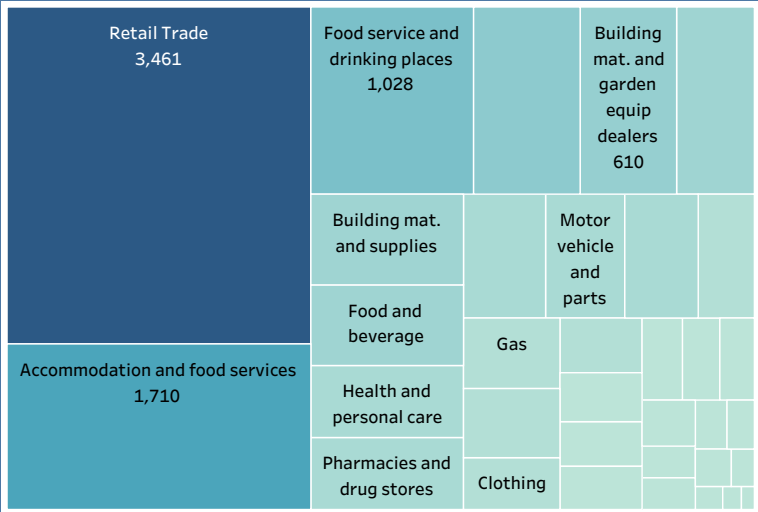 Retail Trade
3,461
Accommodation and food services
1,710
Food service and
drinking places
1,028
Building
mat. and
garden
equip
dealers
610
Building mat.
and supplies
Food and
beverage
Health and
personal care
Pharmacies and
drug stores
Motor
vehicle
and
parts
Gas
Clothing